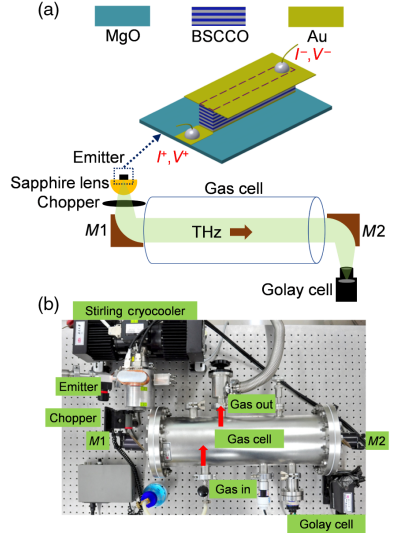 (a)
MgO
BSCCO
Au
I⁻,V⁻
I⁺,V⁺
Emitter
Sapphire lens
Chopper
Gas cell
M1
THz
M2
Golay cell
(b)
Stirling cryocooler
Emitter
Chopper
M1
Gas out
Gas cell
Gas in
M2
Golay cell